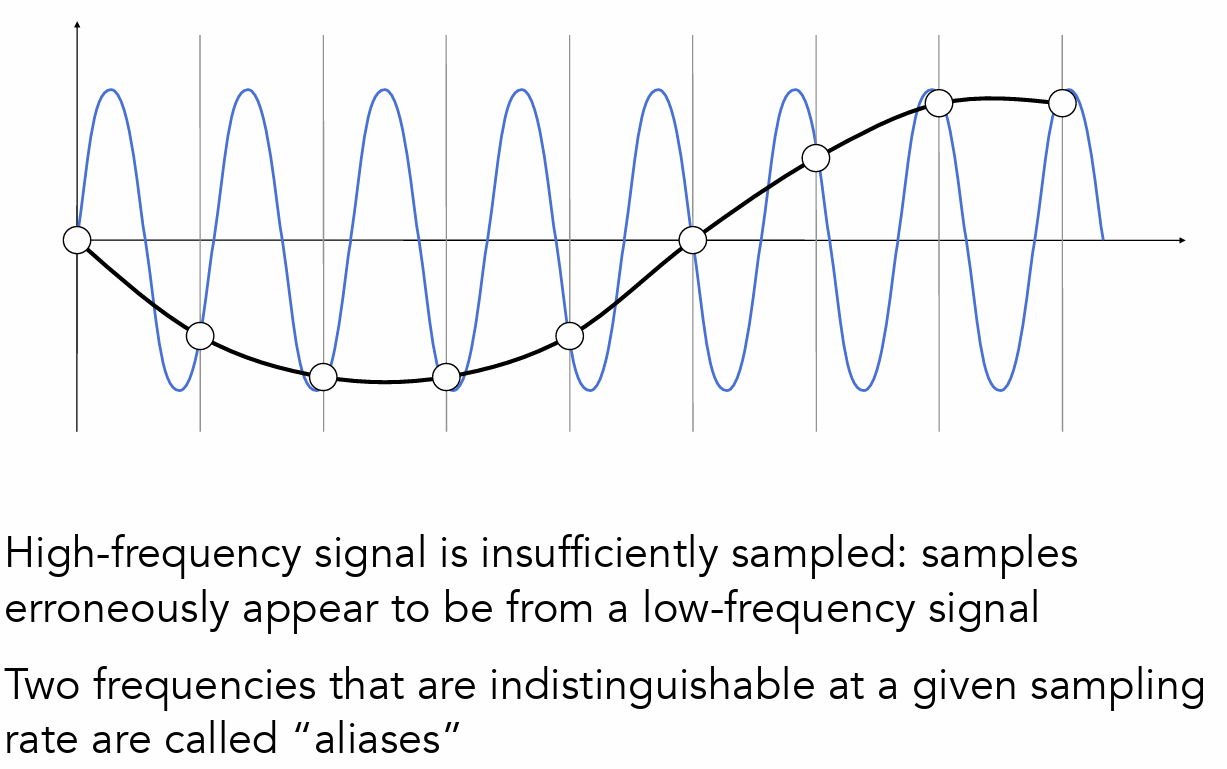 High-frequency signal is insufficiently sampled: samples
erroneously appear to be from a low-frequency signal
Two frequencies that are indistinguishable at a given sampling
rate are called “aliases”